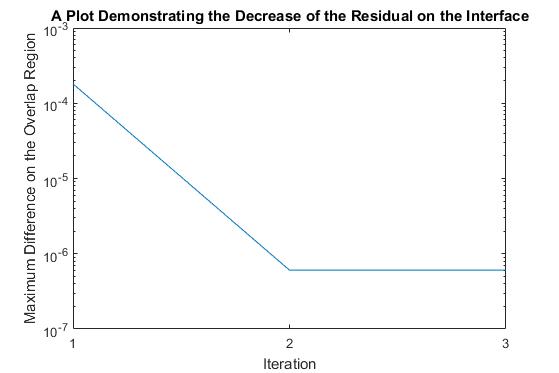 A Plot Demonstrating the Decrease of the Residual on the Interface
Maximum Difference on the Overlap Region
10⁻³
10⁻⁴
10⁻⁵
10⁻⁶
10⁻⁷
1 2 3
Iteration